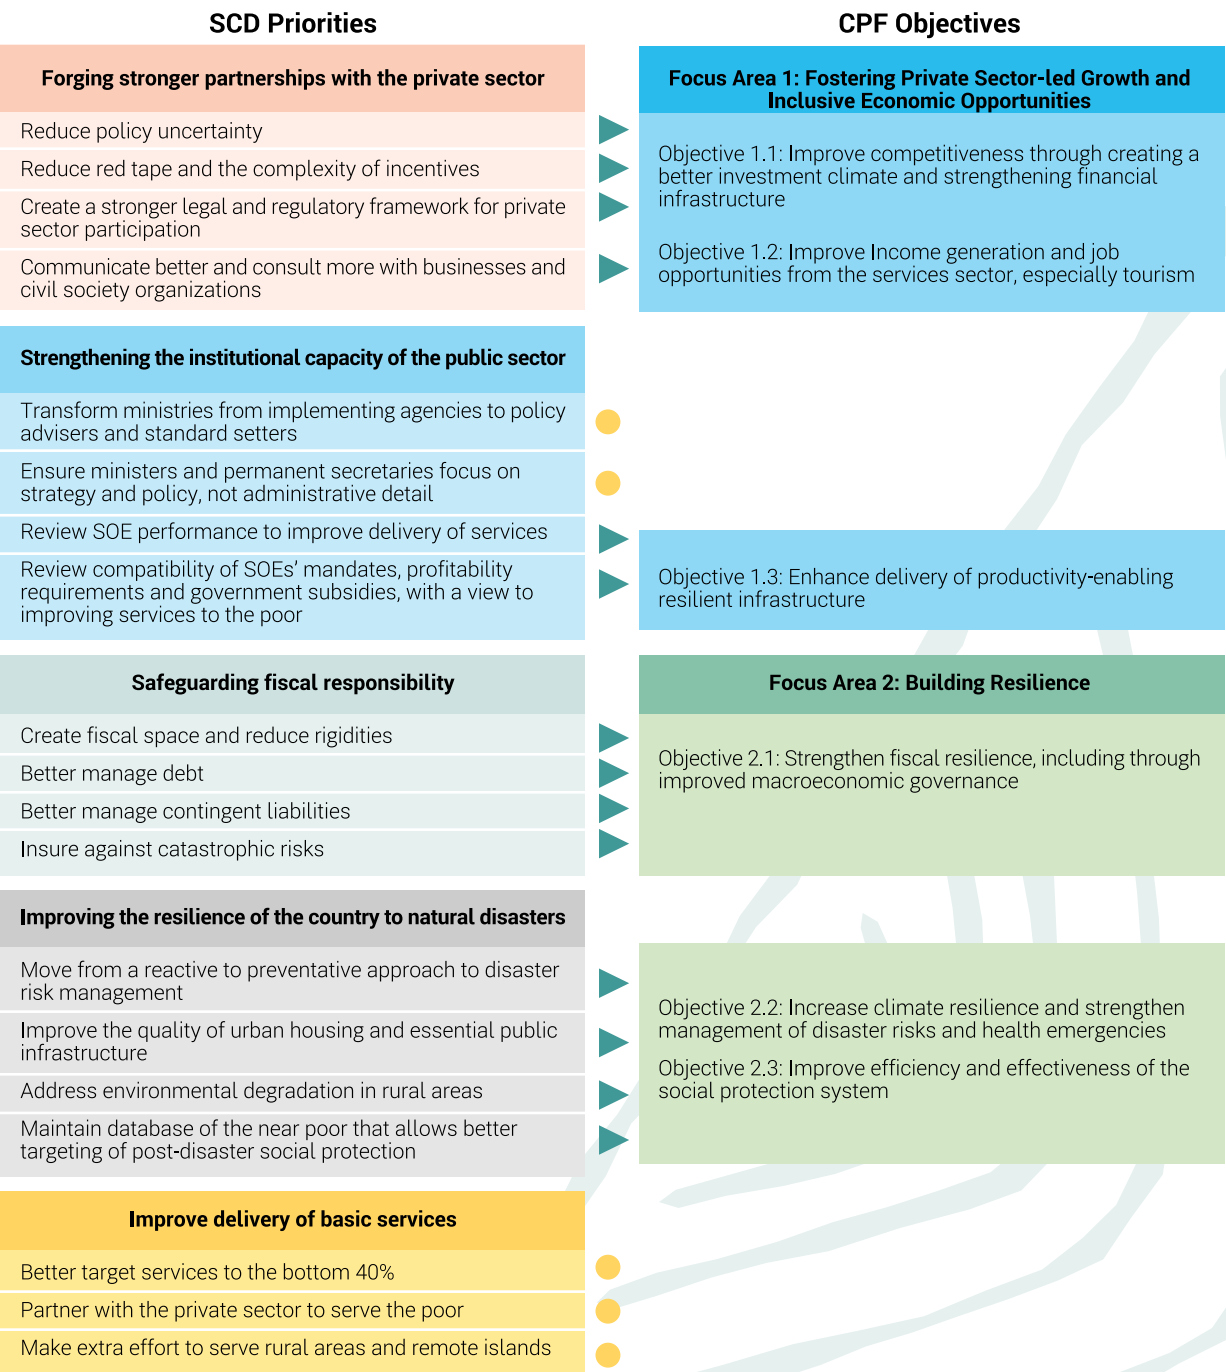 SCD Priorities
CPF Objectives
Forging stronger partnerships with the private sector
Reduce policy uncertainty
Reduce red tape and the complexity of incentives
Create a stronger legal and regulatory framework for private
sector participation
Communicate better and consult more with businesses and
civil society organizations
Focus Area 1: Fostering Private Sector-led Growth and
Inclusive Economic Opportunities
Objective 1.1: Improve competitiveness through creating a
better investment climate and strengthening financial
infrastructure
Objective 1.2: Improve Income generation and job
opportunities from the services sector, especially tourism
Strengthening the institutional capacity of the public sector
Transform ministries from implementing agencies to policy
advisers and standard setters
Ensure ministers and permanent secretaries focus on
strategy and policy, not administrative detail
Review SOE performance to improve delivery of services
Review compatibility of SOEs' mandates, profitability
requirements and government subsidies, with a view to
improving services to the poor
Objective 1.3: Enhance delivery of productivity-enabling
resilient infrastructure
Safeguarding fiscal responsibility
Create fiscal space and reduce rigidities
Better manage debt
Better manage contingent liabilities
Insure against catastrophic risks
Focus Area 2: Building Resilience
Objective 2.1: Strengthen fiscal resilience, including through
improved macroeconomic governance
Improving the resilience of the country to natural disasters
Move from a reactive to preventative approach to disaster
risk management
Improve the quality of urban housing and essential public
infrastructure
Address environmental degradation in rural areas
Maintain database of the near poor that allows better
targeting of post-disaster social protection
Objective 2.2: Increase climate resilience and strengthen
management of disaster risks and health emergencies
Objective 2.3: Improve efficiency and effectiveness of the
social protection system
Improve delivery of basic services
Better target services to the bottom 40%
Partner with the private sector to serve the poor
Make extra effort to serve rural areas and remote islands